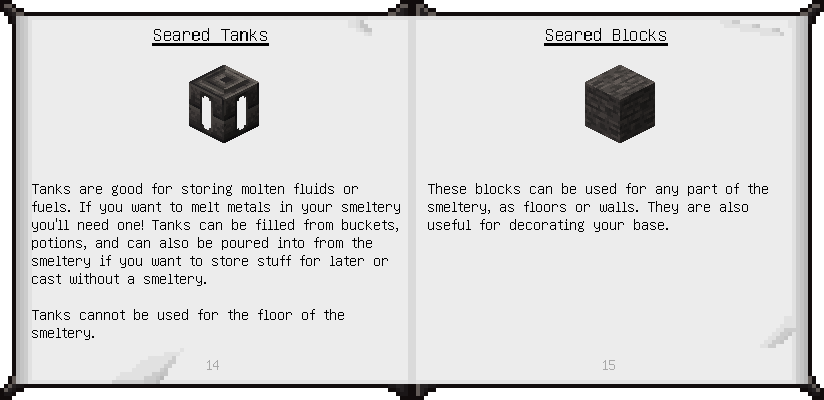 Seared Tanks
Tanks are good for storing molten fluids or
fuels. If you want to melt metals in your smeltery
you'll need one! Tanks can be filled from buckets,
potions, and can also be poured into from the
smeltery if you want to store stuff for later or
cast without a smeltery.
Tanks cannot be used for the floor of the
smeltery.
14
Seared Blocks
These blocks can be used for any part of the
smeltery, as floors or walls. They are also
useful for decorating your base.
15